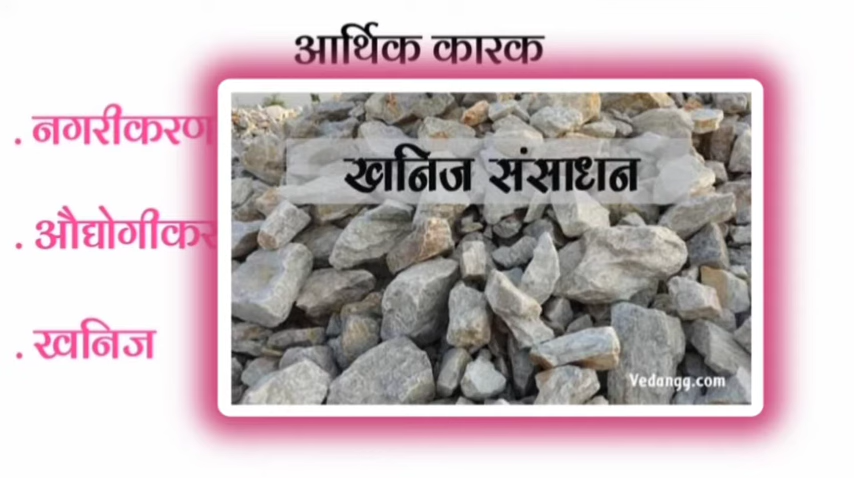 आर्थिक कारक
. नगरीकरण
. औद्योगीकर
. खनिज
खनिज संसाधन
Vedangg.com